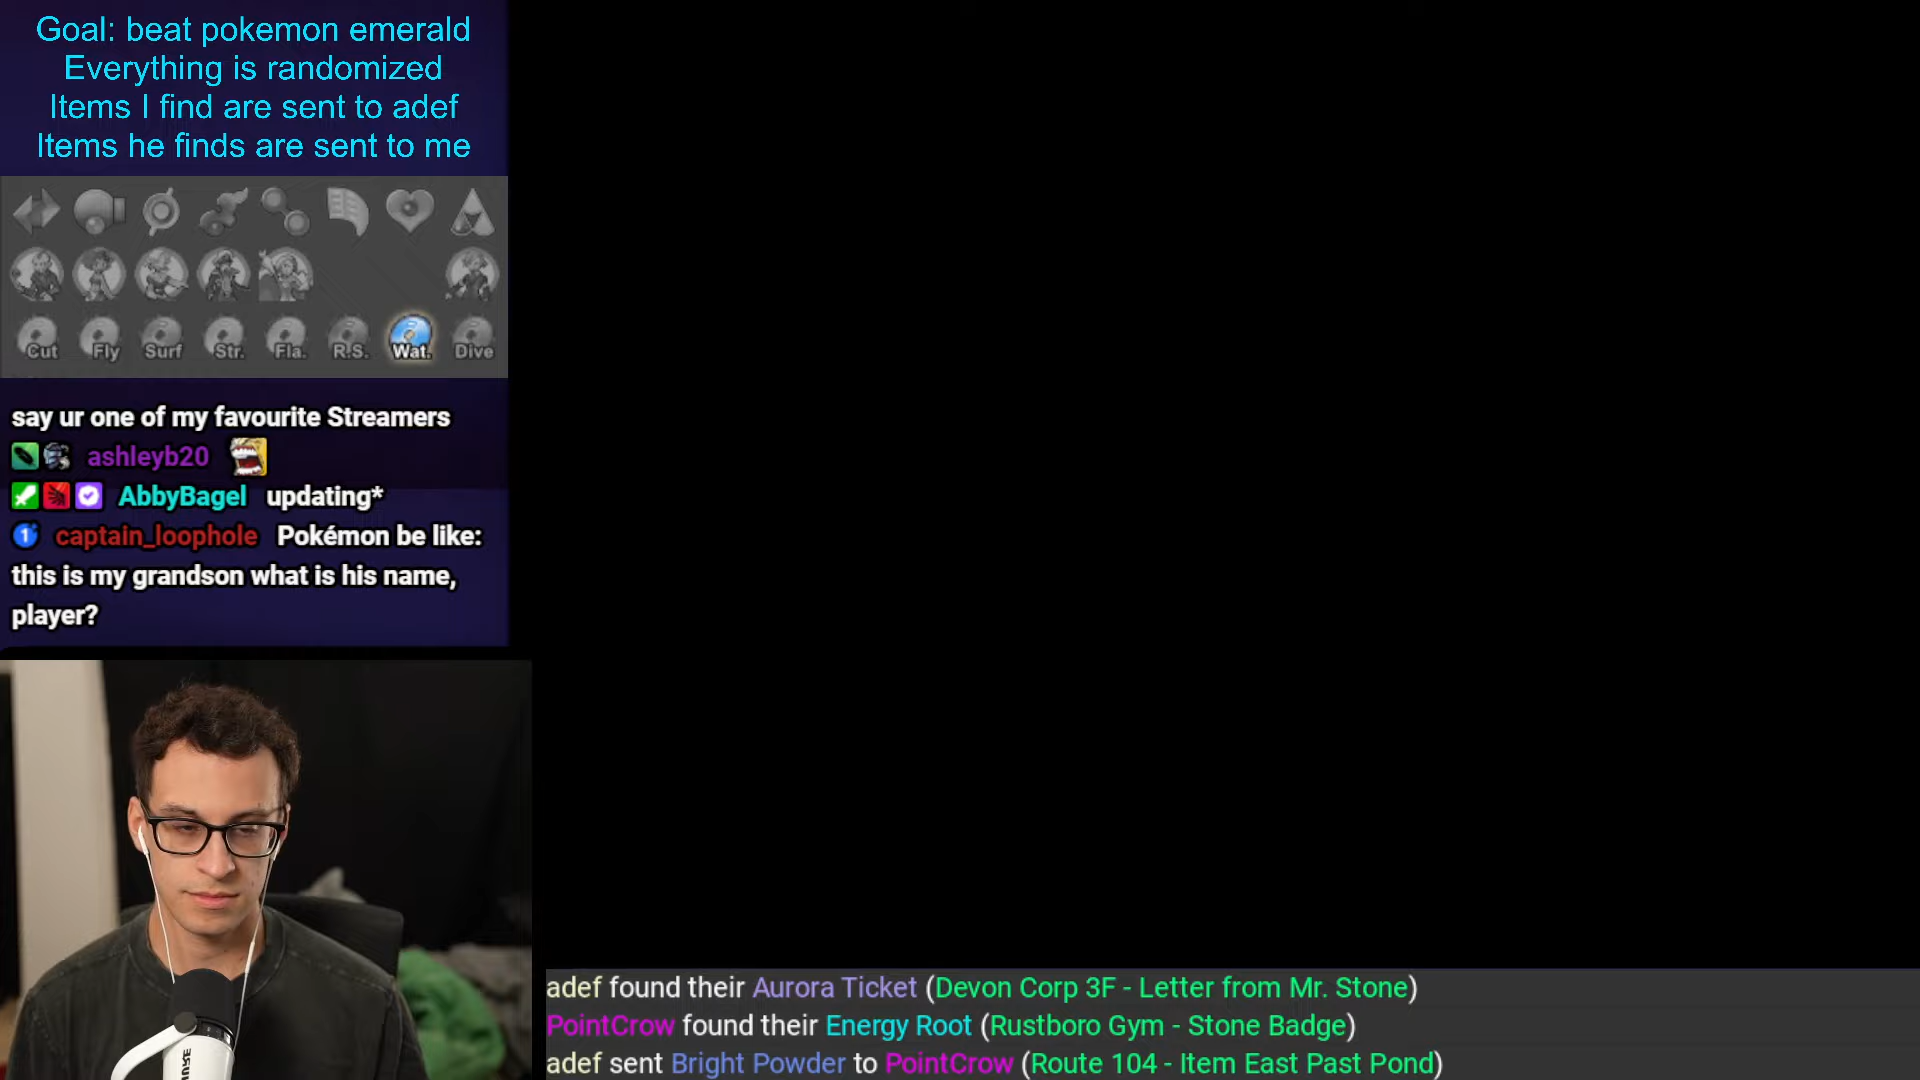 Goal: beat pokemon emerald
Everything is randomized
Items I find are sent to adef
Items he finds are sent to me
Cut Fly Surf Str. Fla. R.S. Wat. Dive
say ur one of my favourite Streamers
ashleyb20
AbbyBagel updating*
1 captain_loophole Pokémon be like:
this is my grandson what is his name,
player?
adef found their Aurora Ticket (Devon Corp 3F - Letter from Mr. Stone)
PointCrow found their Energy Root (Rustboro Gym - Stone Badge)
adef sent Bright Powder to PointCrow (Route 104 - Item East Past Pond)